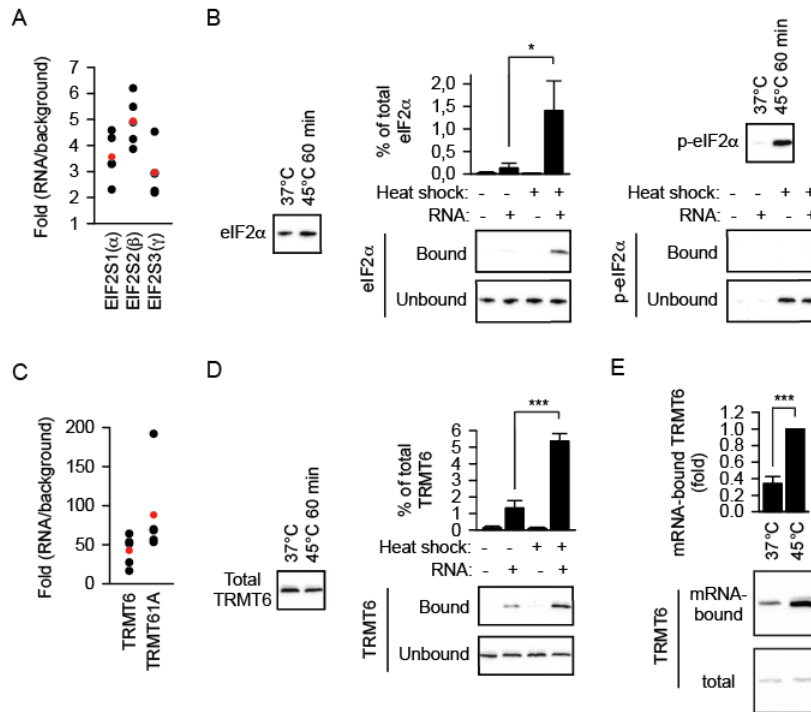 A
Fold (RNA/background)
7
6
5
4
3
2
1
EIF2S1(α)
EIF2S2(β)
EIF2S3(γ)
B
37°C
45°C 60 min
eIF2α
% of total
eIF2α
2,0
1,5
1,0
0,5
0,0
*
Heat shock: - - + +
RNA: - + - +
eIF2α
Bound
Unbound
37°C
45°C 60 min
p-eIF2α
Heat shock: - - + +
RNA: - + - +
p-eIF2α
Bound
Unbound
C
Fold (RNA/background)
200
150
100
50
0
TRMT6
TRMT61A
D
37°C
45°C 60 min
Total
TRMT6
% of total
TRMT6
6
5
4
3
2
1
0
***
Heat shock: - - + +
RNA: - + - +
TRMT6
Bound
Unbound
E
mRNA-bound TRMT6
(fold)
1.0
1.2
0.8
0.6
0.4
0.2
0.0
***
37°C
45°C
TRMT6
mRNA-
bound
total